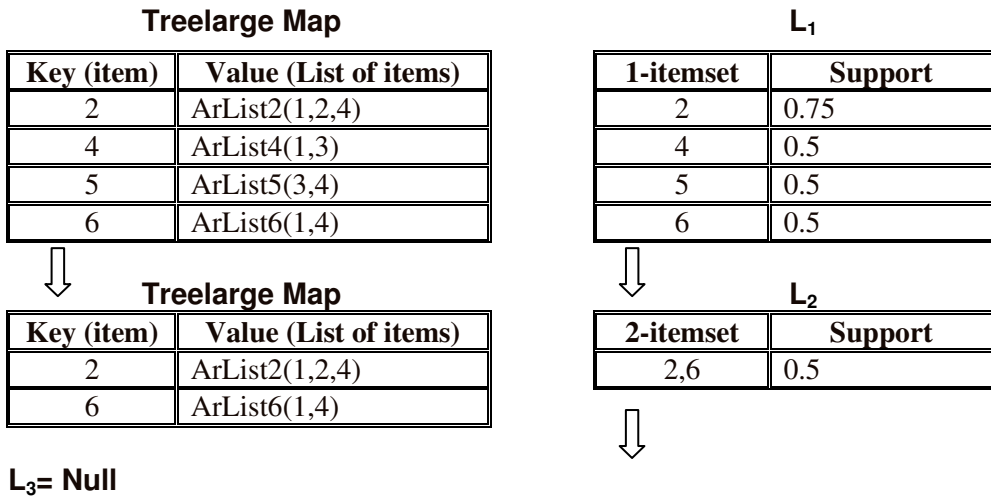 Treelarge Map
Key (item) Value (List of items)
2 ArList2(1,2,4)
4 ArList4(1,3)
5 ArList5(3,4)
6 ArList6(1,4)
L₁
1-itemset Support
2 0.75
4 0.5
5 0.5
6 0.5
Treelarge Map
Key (item) Value (List of items)
2 ArList2(1,2,4)
6 ArList6(1,4)
L₂
2-itemset Support
2,6 0.5
L₃= Null